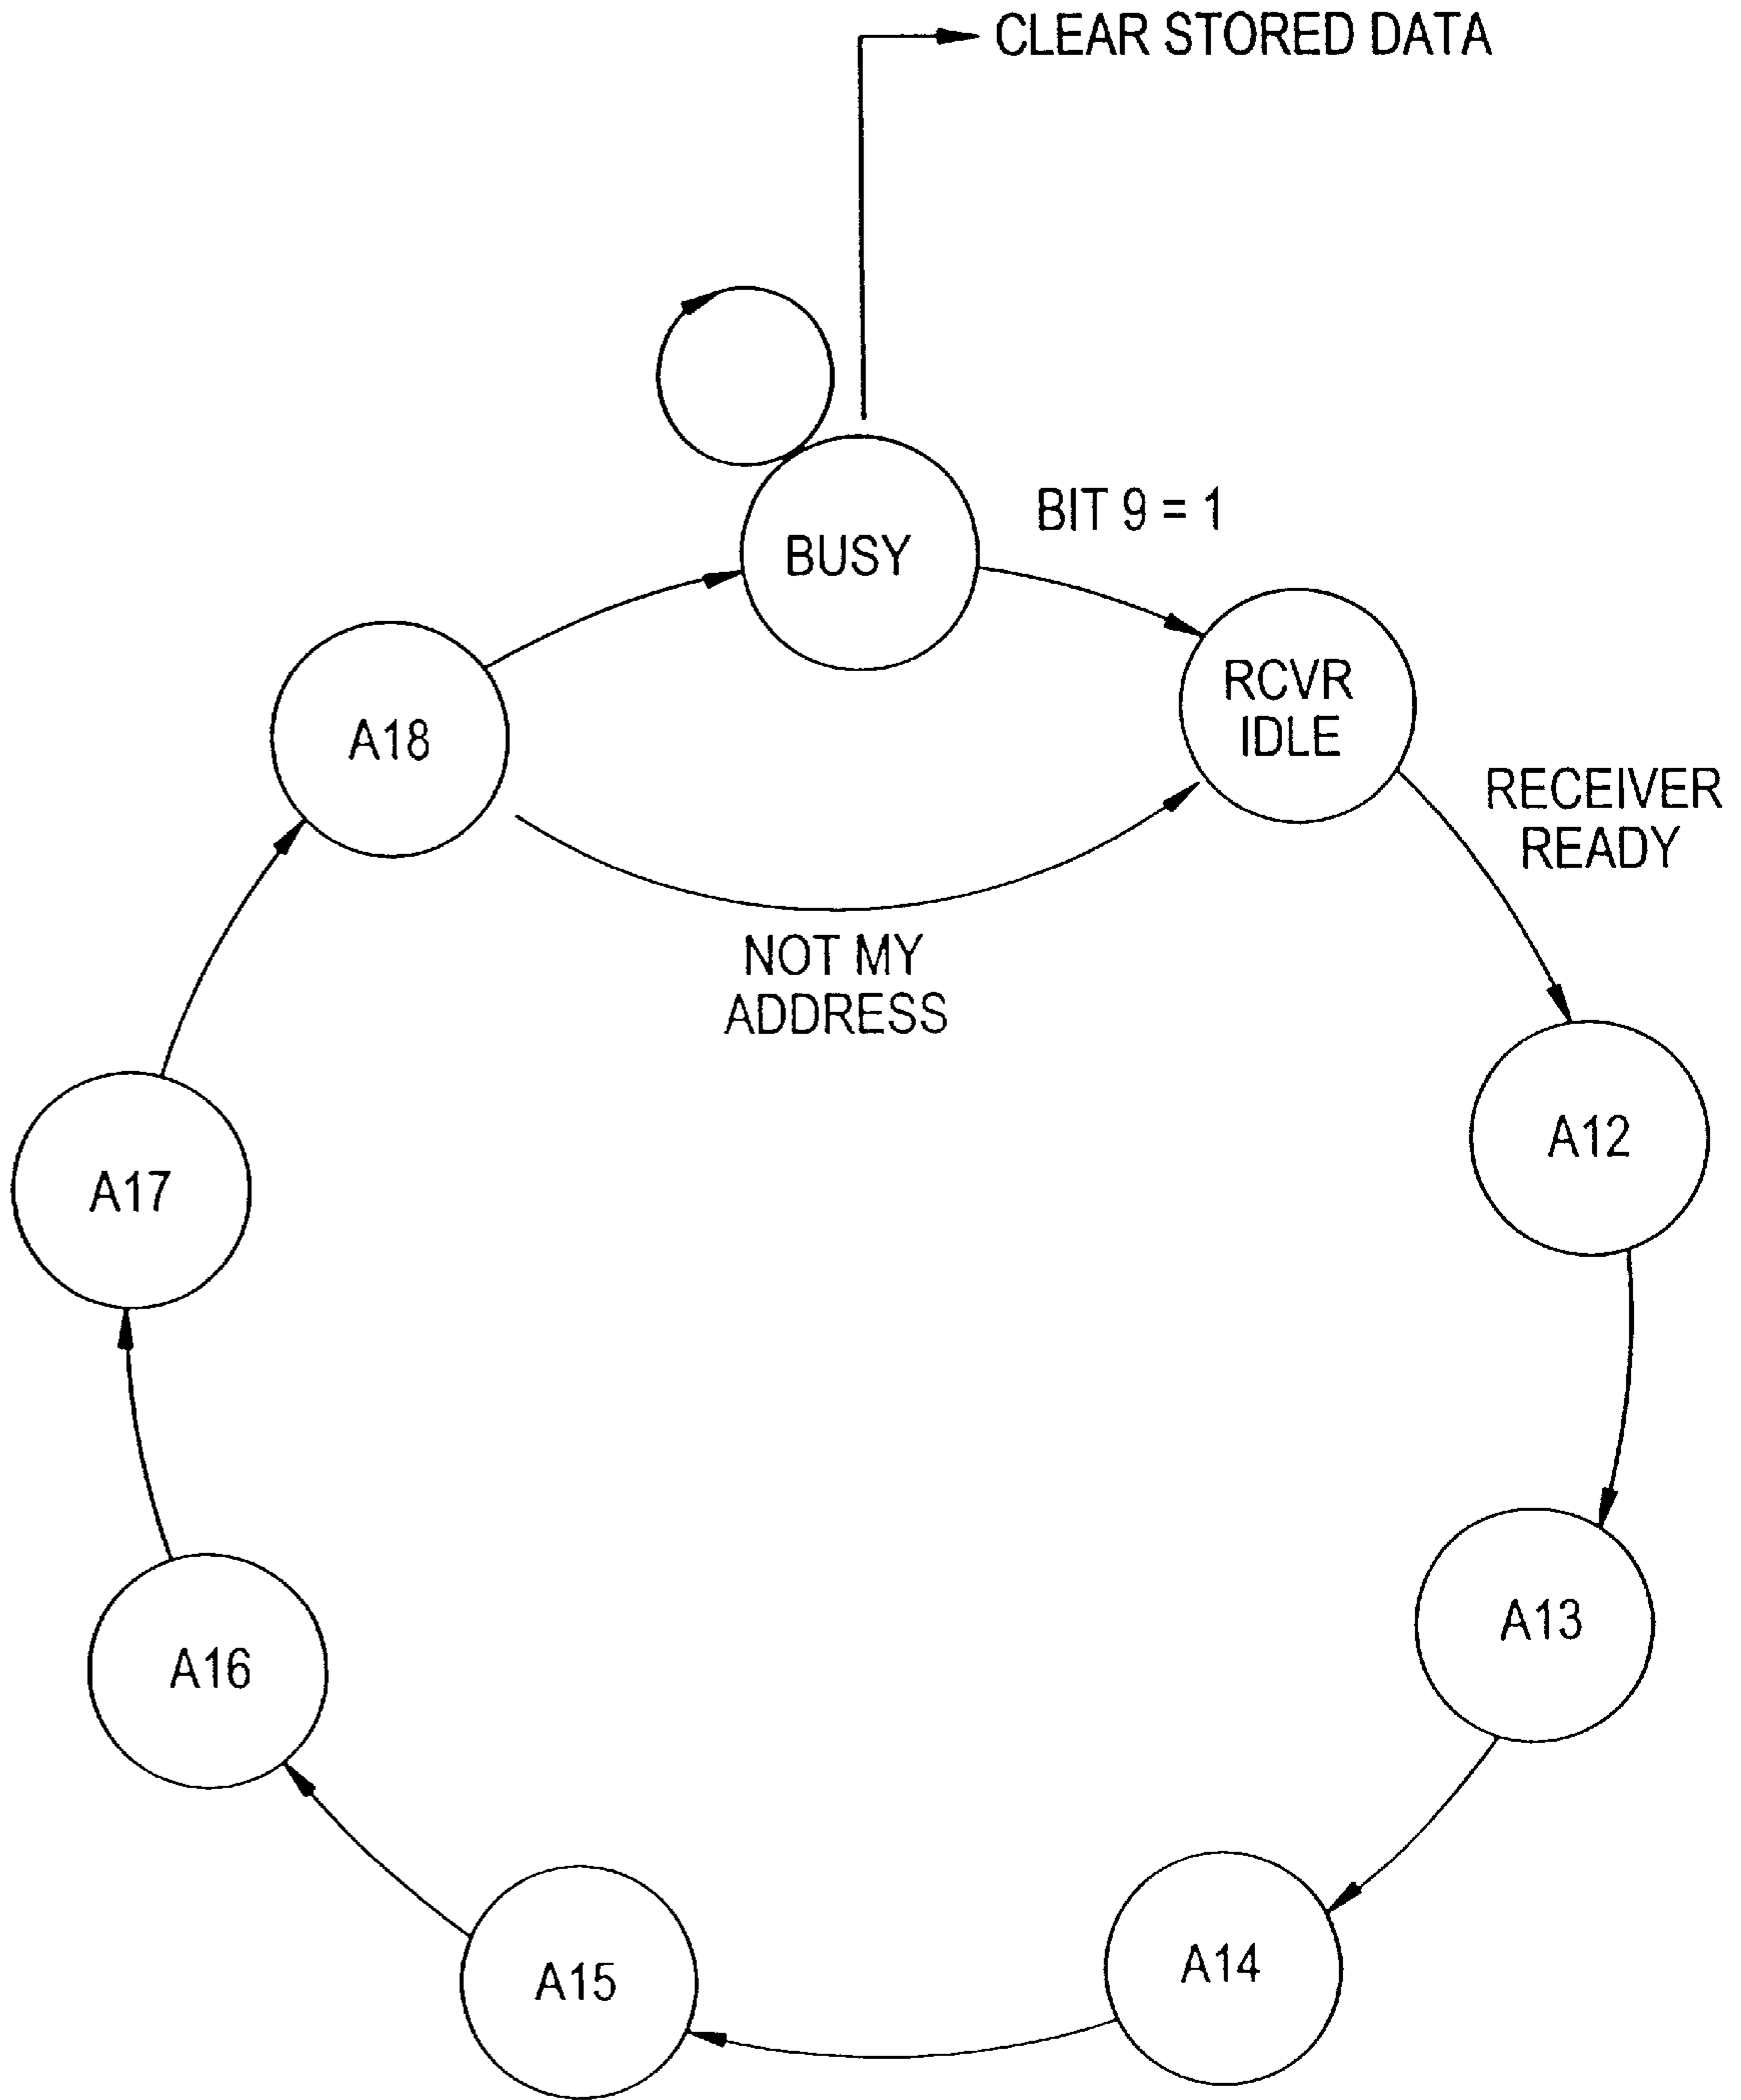 CLEAR STORED DATA
BIT 9 = 1
BUSY
RCVR
IDLE
A18
RECEIVER
READY
NOT MY
ADDRESS
A12
A17
A13
A16
A14
A15